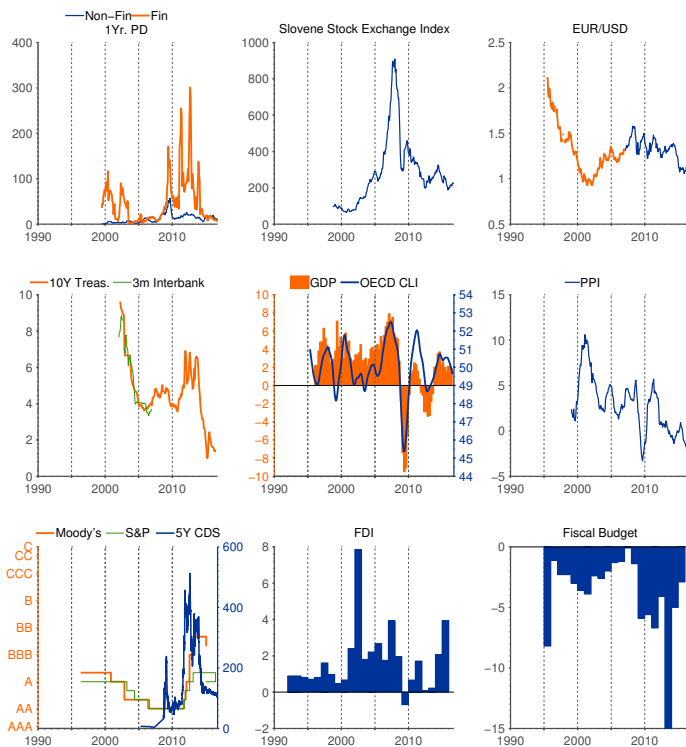 Non−Fin Fin
1Yr. PD
400
300
200
100
0
1990 2000 2010
Slovene Stock Exchange Index
1000
800
600
400
200
0
1990 2000 2010
EUR/USD
2.5
2
1.5
1
0.5
1990 2000 2010
10Y Treas. 3m Interbank
10
8
6
4
2
0
1990 2000 2010
GDP OECD CLI
10 54
8
6 52
4 51
2 50
0 49
−2 48
−4 47
−6 46
−8 45
−10 44
1990 2000 2010
PPI
15
10
5
0
−5
1990 2000 2010
Moody's S&P 5Y CDS
C 600
CC
CCC
B 400
BB
BBB 200
A
AA
AAA 0
1990 2000 2010
FDI
8
6
4
2
0
−2
1990 2000 2010
Fiscal Budget
0
−5
−10
−15
1990 2000 2010